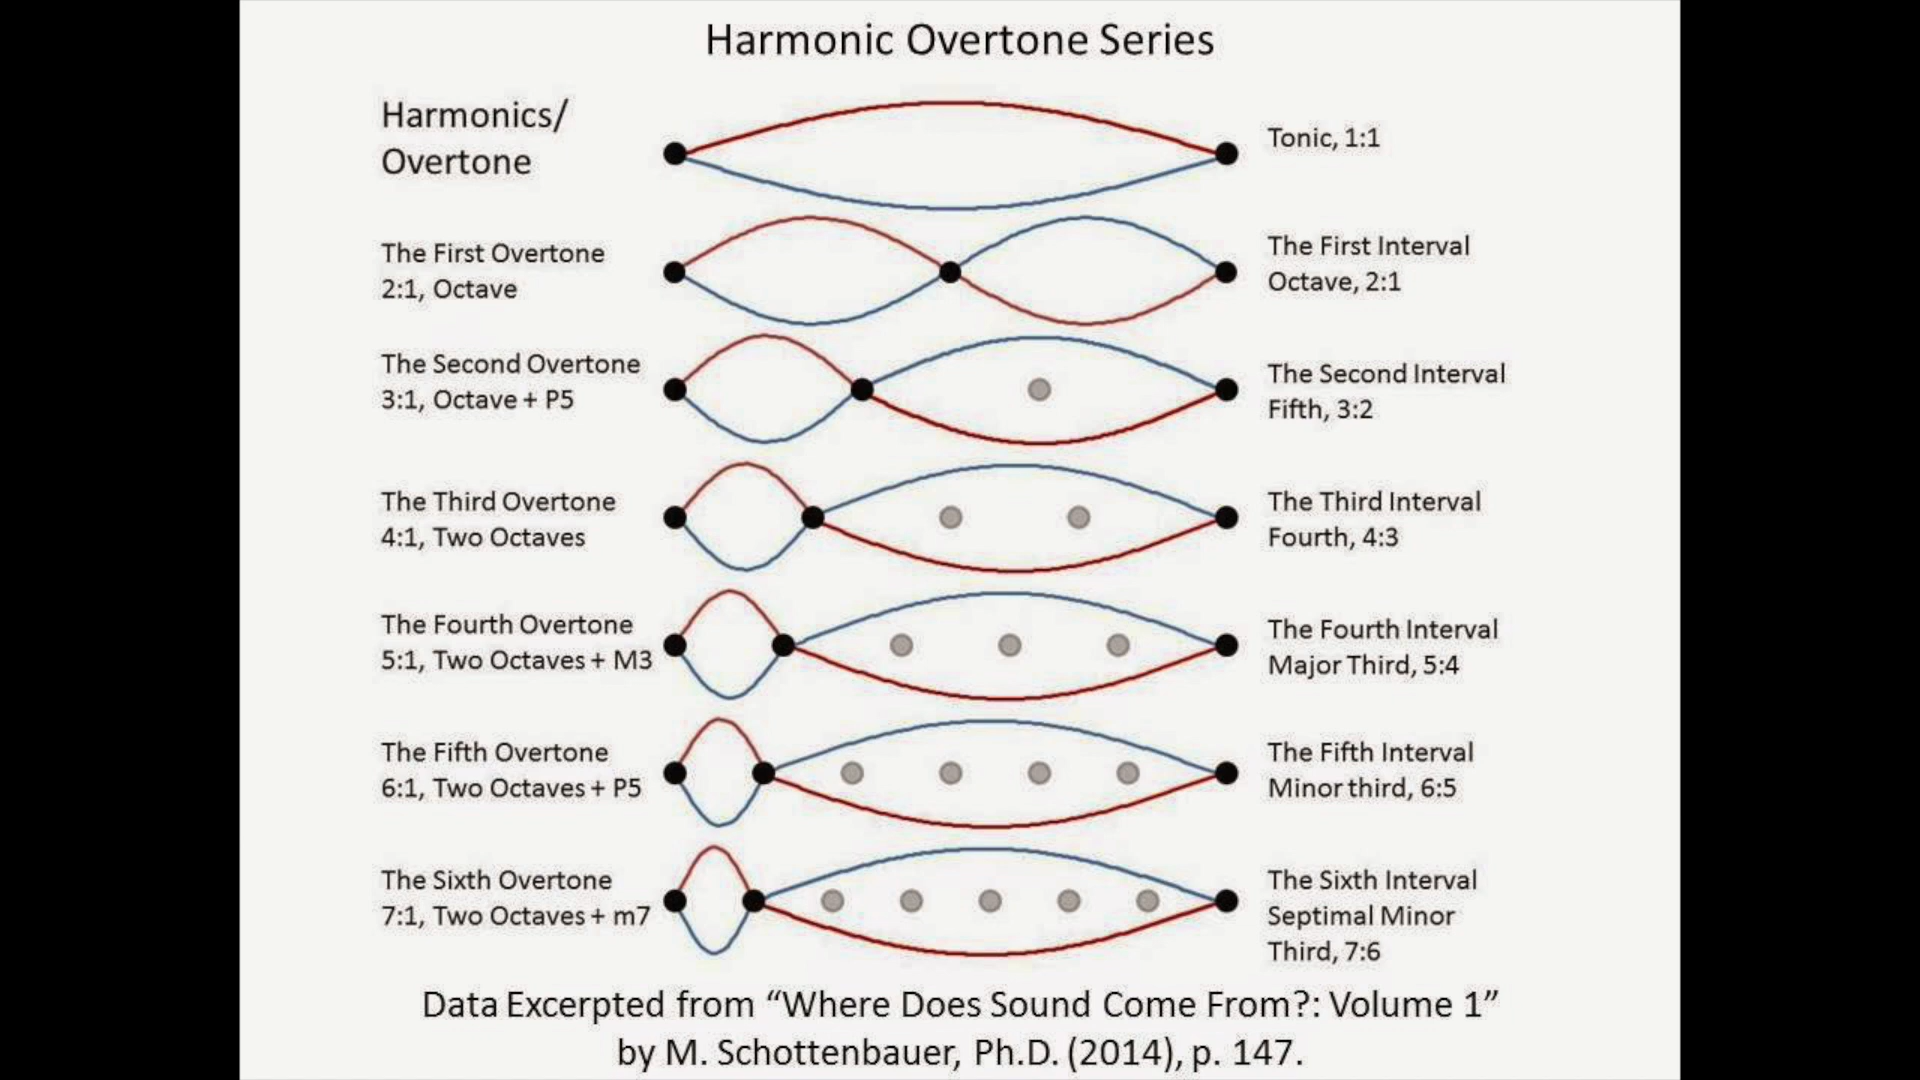 Harmonic Overtone Series
Harmonics/
Overtone
Tonic, 1:1
The First Overtone
2:1, Octave
The First Interval
Octave, 2:1
The Second Overtone
3:1, Octave + P5
The Second Interval
Fifth, 3:2
The Third Overtone
4:1, Two Octaves
The Third Interval
Fourth, 4:3
The Fourth Overtone
5:1, Two Octaves + M3
The Fourth Interval
Major Third, 5:4
The Fifth Overtone
6:1, Two Octaves + P5
The Fifth Interval
Minor third, 6:5
The Sixth Overtone
7:1, Two Octaves + m7
The Sixth Interval
Septimal Minor
Third, 7:6
Data Excerpted from “Where Does Sound Come From?: Volume 1”
by M. Schottenbauer, Ph.D. (2014), p. 147.